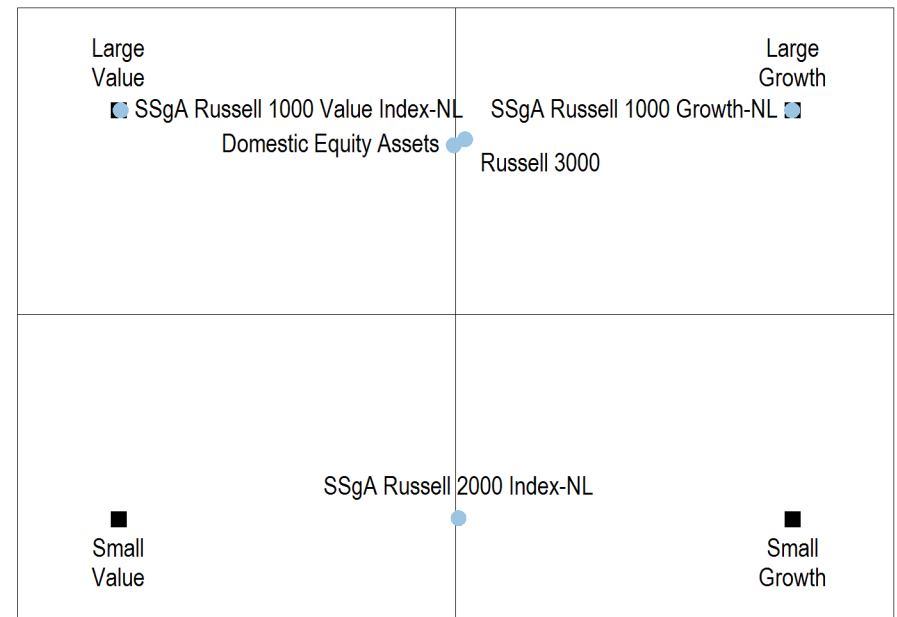 Large
Value
Large
Growth
SSgA Russell 1000 Value Index-NL
SSgA Russell 1000 Growth-NL
Domestic Equity Assets
Russell 3000
SSgA Russell 2000 Index-NL
Small
Value
Small
Growth